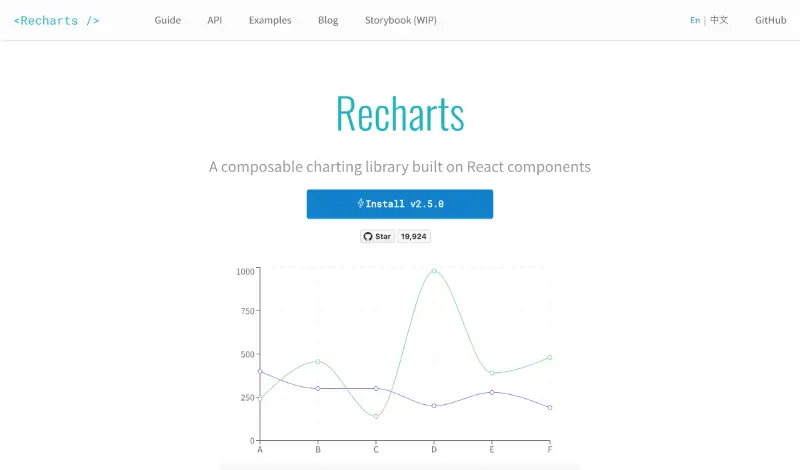 <Recharts />
Guide API Examples Blog Storybook (WIP) En | 中文 GitHub
Recharts
A composable charting library built on React components
Install v2.5.0
Star 19,924
1000
750
500
250
0
A B C D E F